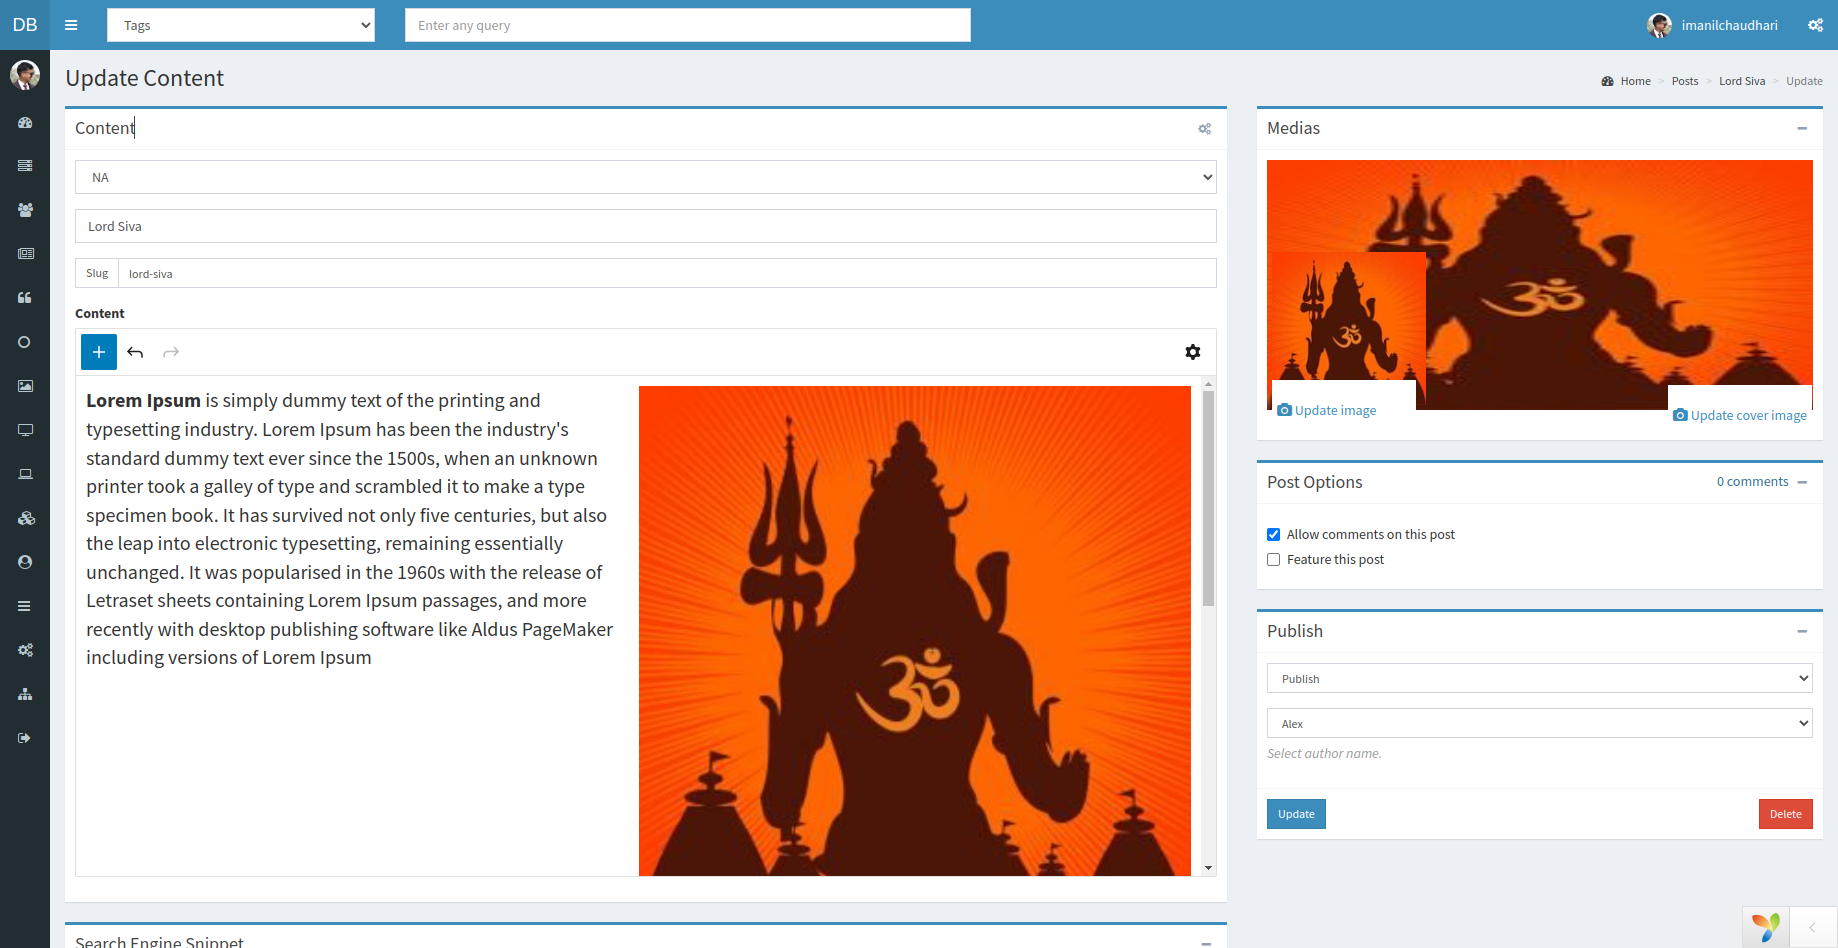 DB
Tags
Enter any query
imanilchaudhari
Update Content
Home > Posts > Lord Siva > Update
Content
NA
Lord Siva
Slug lord-siva
Content
Lorem Ipsum is simply dummy text of the printing and
typesetting industry. Lorem Ipsum has been the industry's
standard dummy text ever since the 1500s, when an unknown
printer took a galley of type and scrambled it to make a type
specimen book. It has survived not only five centuries, but also
the leap into electronic typesetting, remaining essentially
unchanged. It was popularised in the 1960s with the release of
Letraset sheets containing Lorem Ipsum passages, and more
recently with desktop publishing software like Aldus PageMaker
including versions of Lorem Ipsum
ॐ
Search Engine Snippet
Medias
ॐ
ॐ
Update image
Update cover image
Post Options
0 comments
Allow comments on this post
Feature this post
Publish
Publish
Alex
Select author name.
Update
Delete